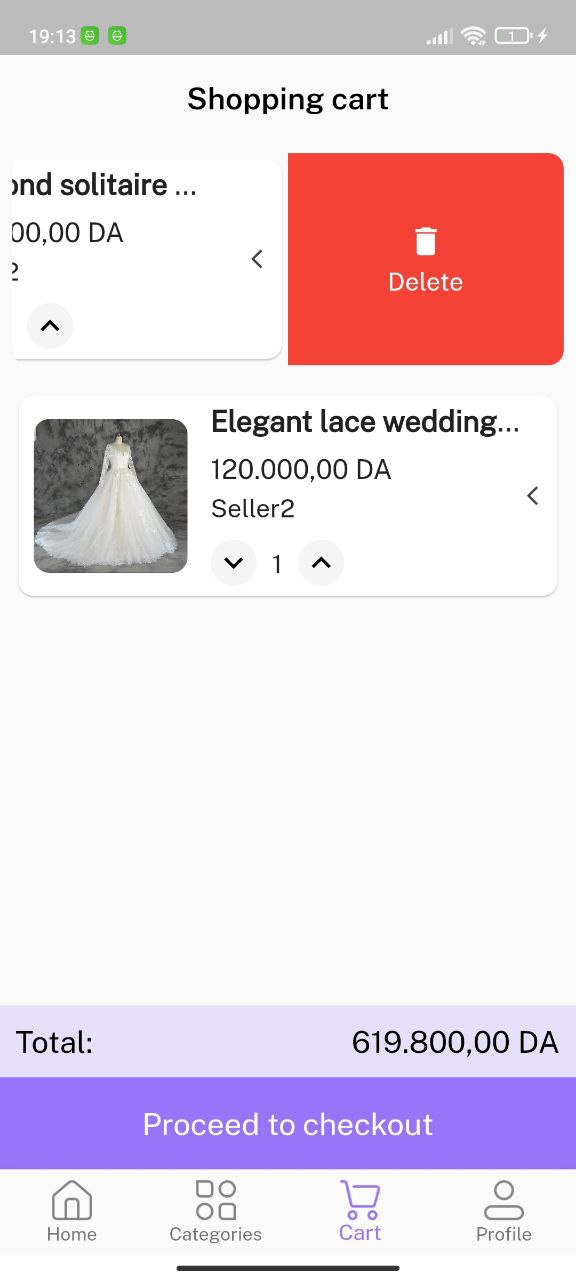 19:13
1
Shopping cart
ond solitaire ...
00,00 DA
2
Delete
Elegant lace wedding...
120.000,00 DA
Seller2
1
Total: 619.800,00 DA
Proceed to checkout
Home Categories Cart Profile